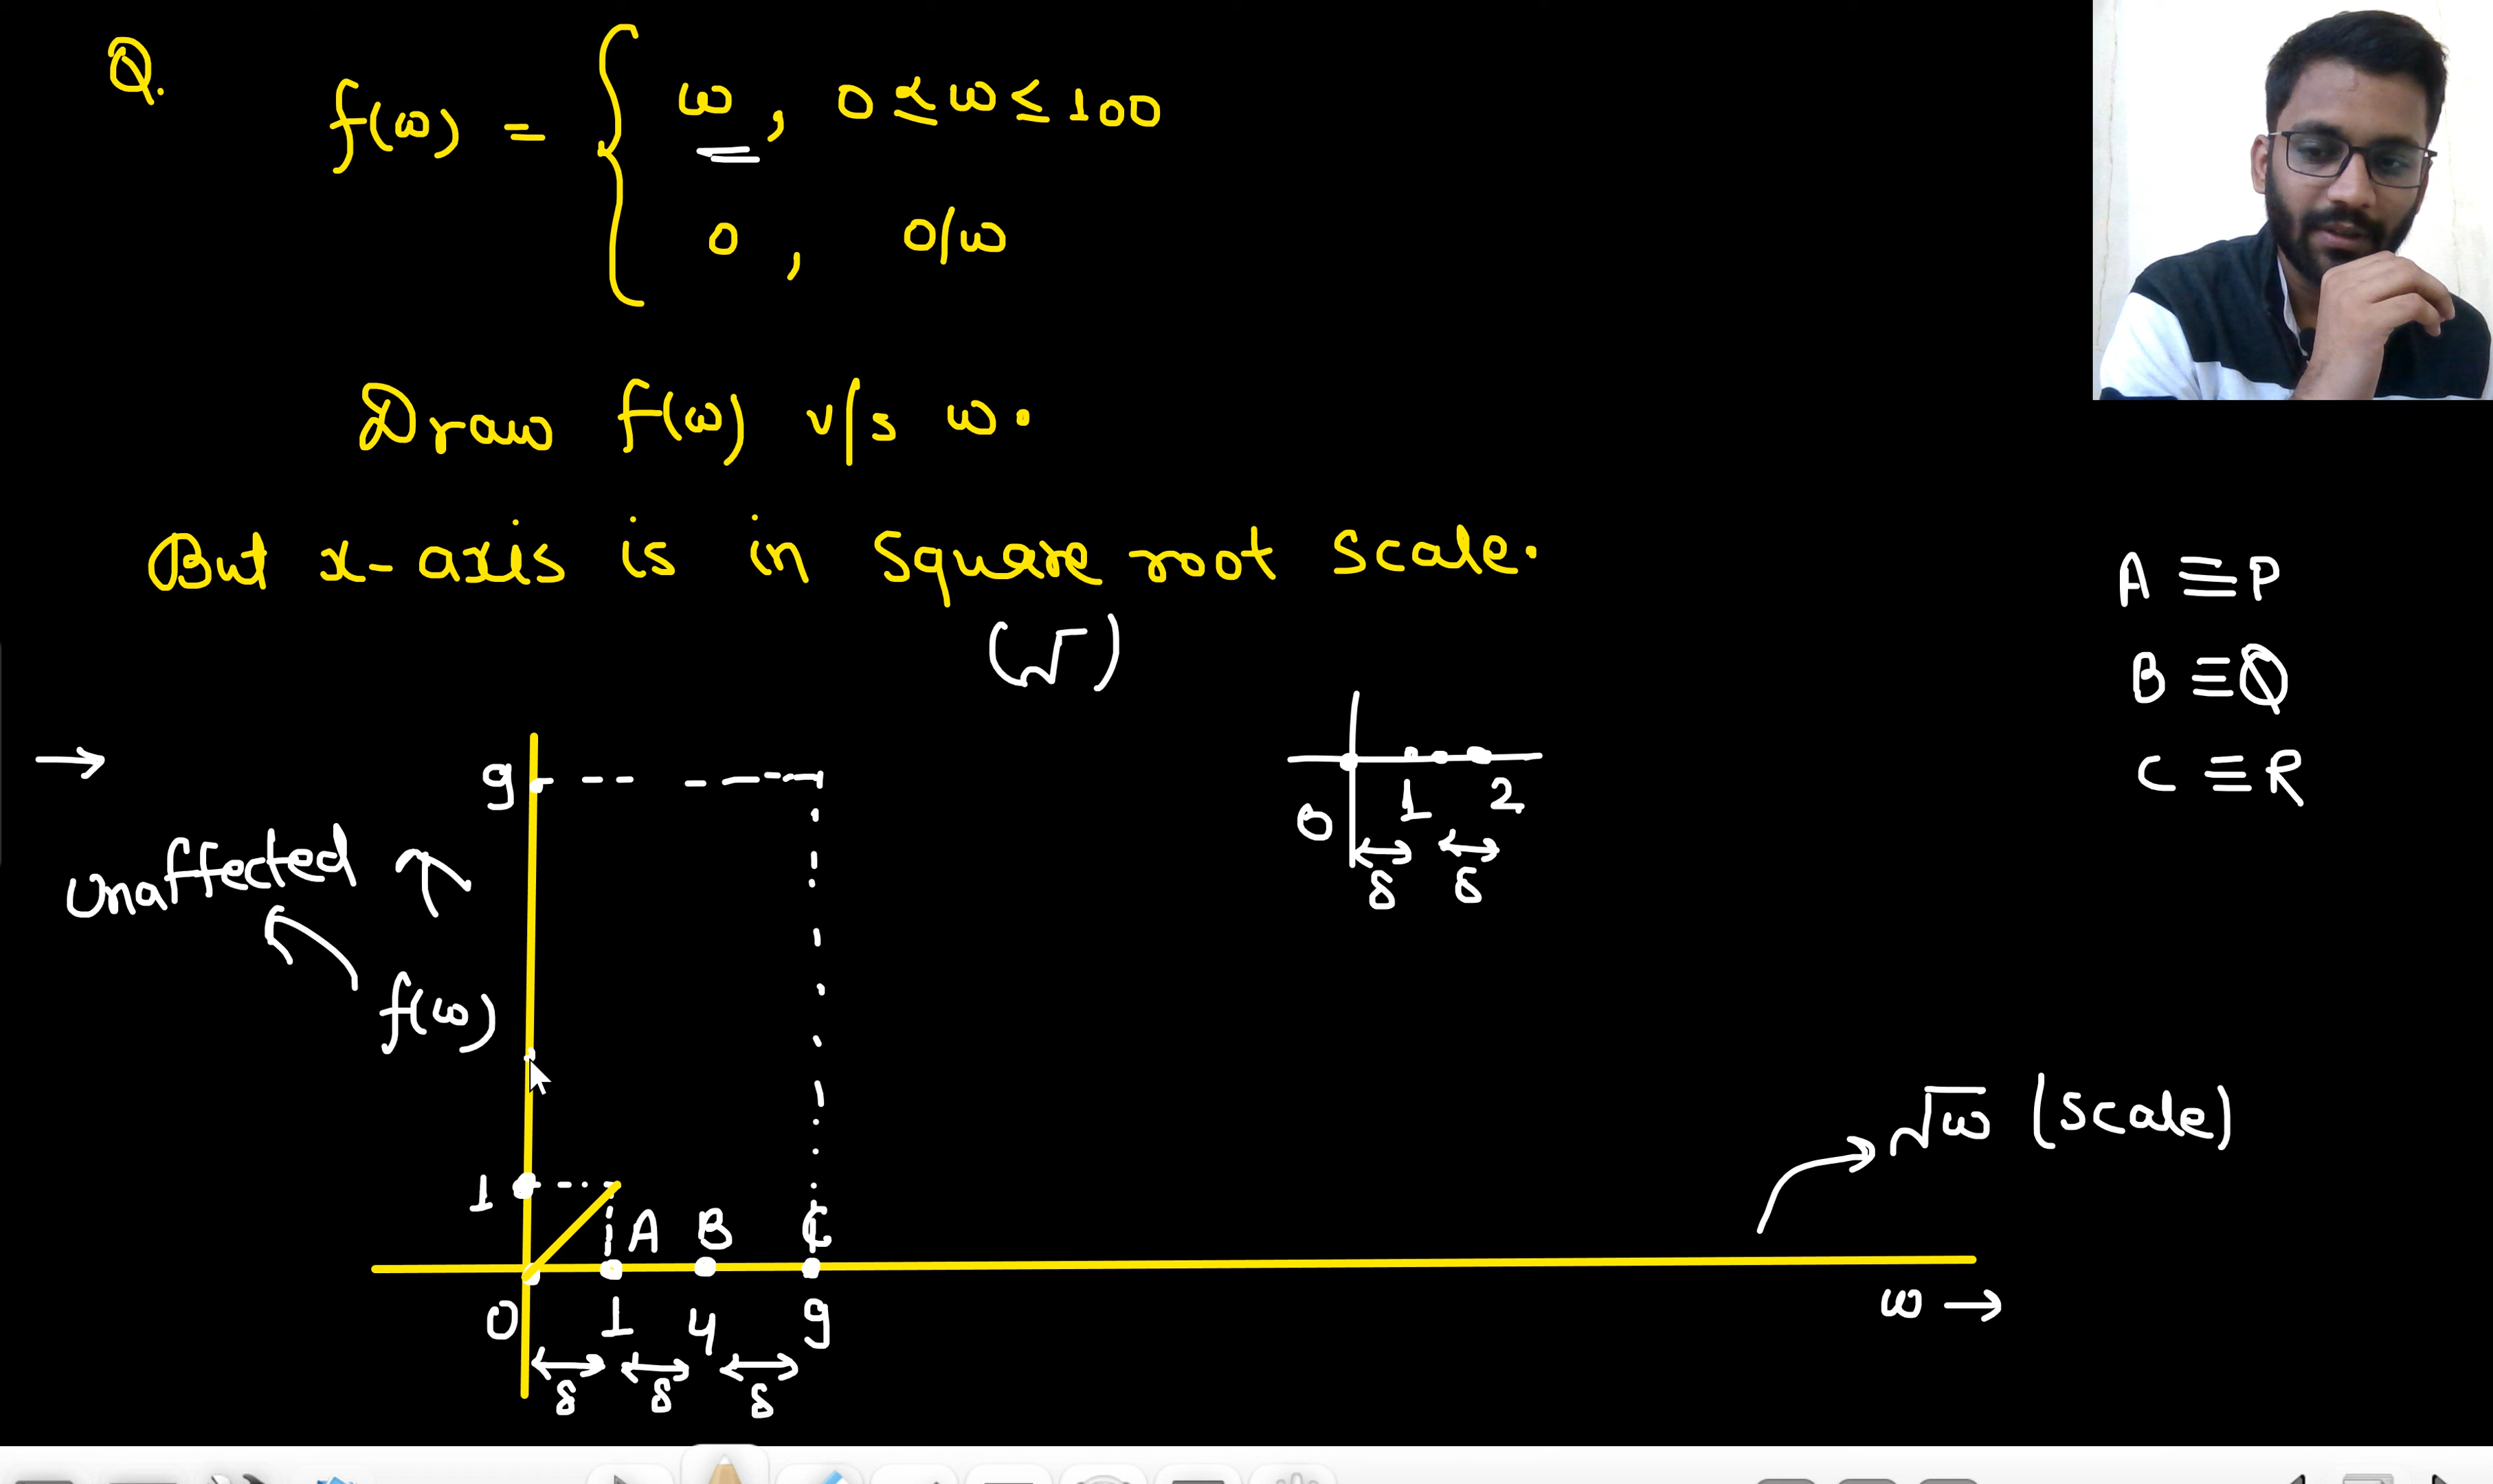 Q.
f(ω) = { ω , 0 ≤ ω ≤ 100
0 , o/w
Draw f(ω) v/s ω.
But x-axis is in square root scale.
(√ )
A ≡ P
B ≡ Q
C ≡ R
→
9
0 1 2
δ δ
unaffected
f(ω)
√ω (scale)
1
A B C
0 1 4 9
ω →
δ δ δ